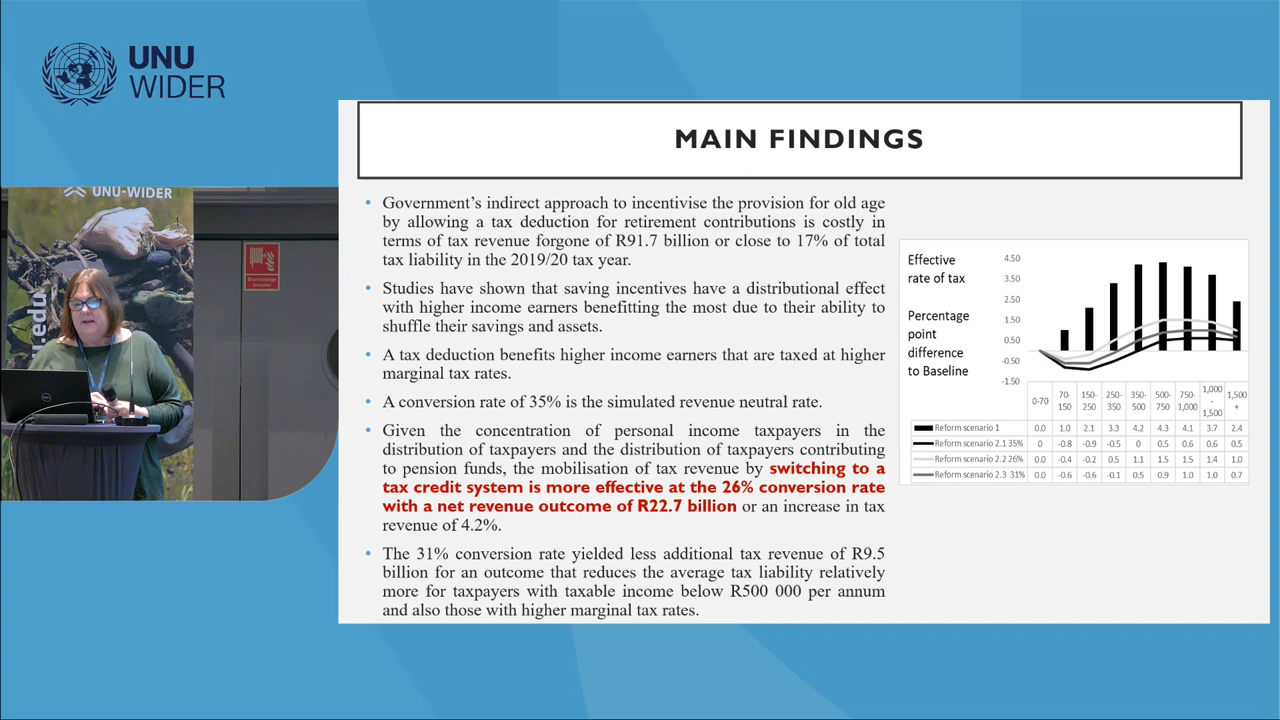 UNU
WIDER
MAIN FINDINGS
UNU-WIDER
u.edu
Brannslange
DELL
• Government's indirect approach to incentivise the provision for old age
by allowing a tax deduction for retirement contributions is costly in
terms of tax revenue forgone of R91.7 billion or close to 17% of total
tax liability in the 2019/20 tax year.
• Studies have shown that saving incentives have a distributional effect
with higher income earners benefitting the most due to their ability to
shuffle their savings and assets.
• A tax deduction benefits higher income earners that are taxed at higher
marginal tax rates.
• A conversion rate of 35% is the simulated revenue neutral rate.
• Given the concentration of personal income taxpayers in the
distribution of taxpayers and the distribution of taxpayers contributing
to pension funds, the mobilisation of tax revenue by switching to a
tax credit system is more effective at the 26% conversion rate
with a net revenue outcome of R22.7 billion or an increase in tax
revenue of 4.2%.
• The 31% conversion rate yielded less additional tax revenue of R9.5
billion for an outcome that reduces the average tax liability relatively
more for taxpayers with taxable income below R500 000 per annum
and also those with higher marginal tax rates.
Effective
rate of tax
Percentage
point
difference
to Baseline
4.50
3.50
2.50
1.50
0.50
-0.50
-1.50
0-70 70-150 150-250 250-350 350-500 500-750 750-1,000 1,000-1,500 1,500+
Reform scenario 1 0.0 1.0 2.1 3.3 4.2 4.3 4.1 3.7 2.4
Reform scenario 2.1 35% 0 -0.8 -0.9 -0.5 0 0.5 0.6 0.6 0.5
Reform scenario 2.2 26% 0.0 -0.4 -0.2 0.5 1.1 1.5 1.5 1.4 1.0
Reform scenario 2.3 31% 0.0 -0.6 -0.6 -0.1 0.5 0.9 1.0 1.0 0.7